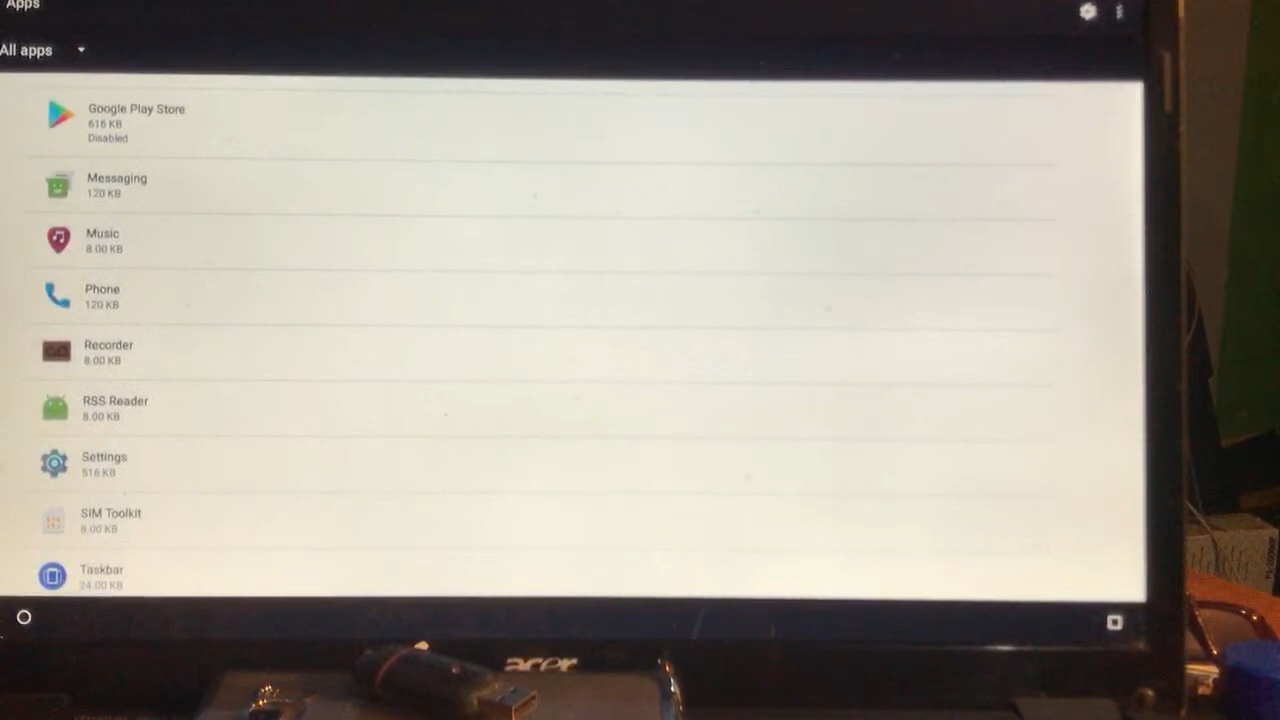 Apps
All apps
Google Play Store
616 KB
Disabled
Messaging
120 KB
Music
8.00 KB
Phone
120 KB
Recorder
8.00 KB
RSS Reader
8.00 KB
Settings
516 KB
SIM Toolkit
8.00 KB
Taskbar
24.00 KB
acer